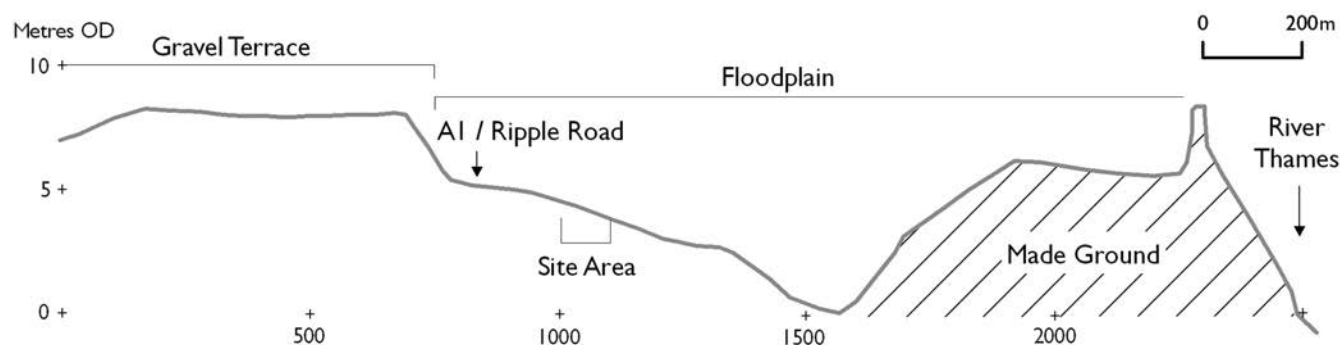 Metres OD
0
200m
10
Gravel Terrace
Floodplain
A1 / Ripple Road
River
Thames
5
Site Area
Made Ground
0
500
1000
1500
2000